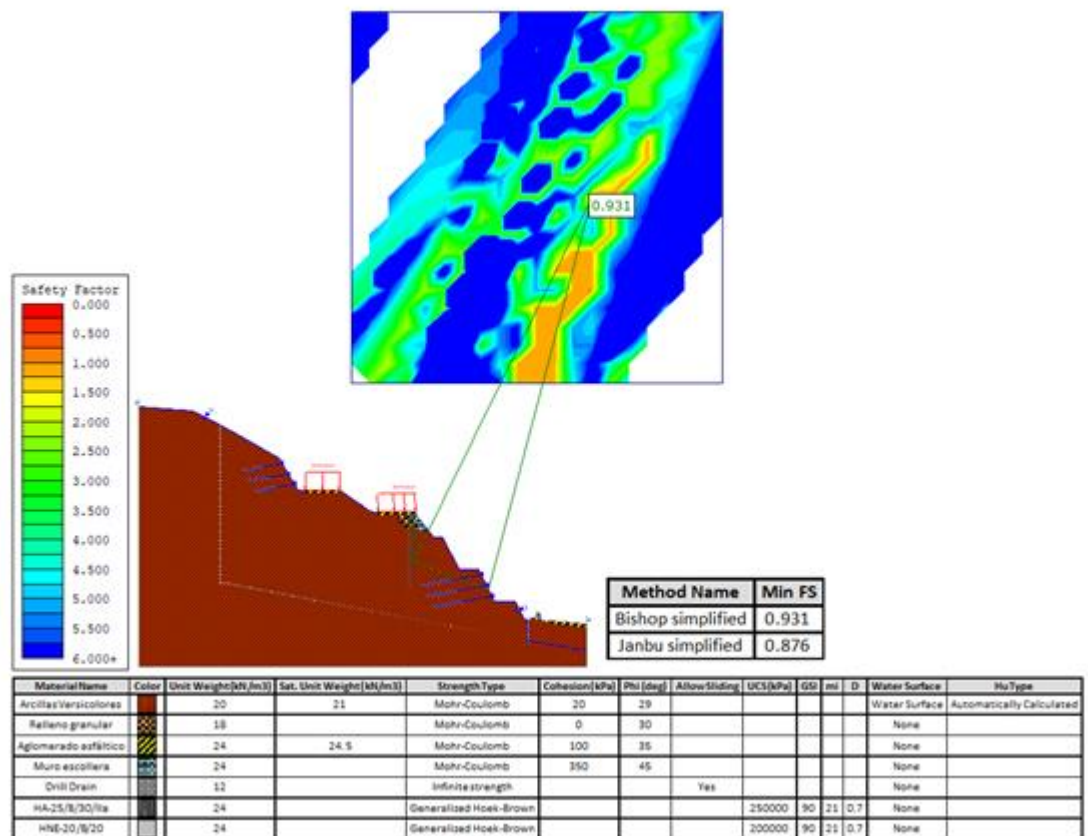 0.931
Safety Factor
0.000
0.500
1.000
1.500
2.000
2.500
3.000
3.500
4.000
4.500
5.000
5.500
6.000+
Method Name Min FS
Bishop simplified 0.931
Janbu simplified 0.876
Material Name Color Unit Weight(kN/m3) Sat. Unit Weight(kN/m3) Strength Type Cohesion(kPa) Phi (deg) Allow Sliding UCS(kPa) GSI mi D Water Surface Hu Type
Arcillas Versicolores 20 21 Mohr-Coulomb 20 29 Water Surface Automatically Calculated
Relleno granular 18 Mohr-Coulomb 0 30 None
Aglomerado asfáltico 24 24.5 Mohr-Coulomb 100 35 None
Muro escollera 24 Mohr-Coulomb 350 45 None
Drill Drain 12 Infinite strength Yes None
HA-25/B/30/IIa 24 Generalized Hoek-Brown 250000 90 21 0.7 None
HNE-20/B/20 24 Generalized Hoek-Brown 200000 90 21 0.7 None